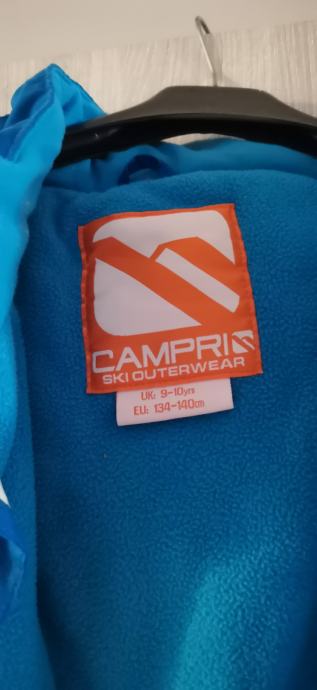 CAMPRI
SKI OUTERWEAR
UK: 9-10yrs
EU: 134-140cm